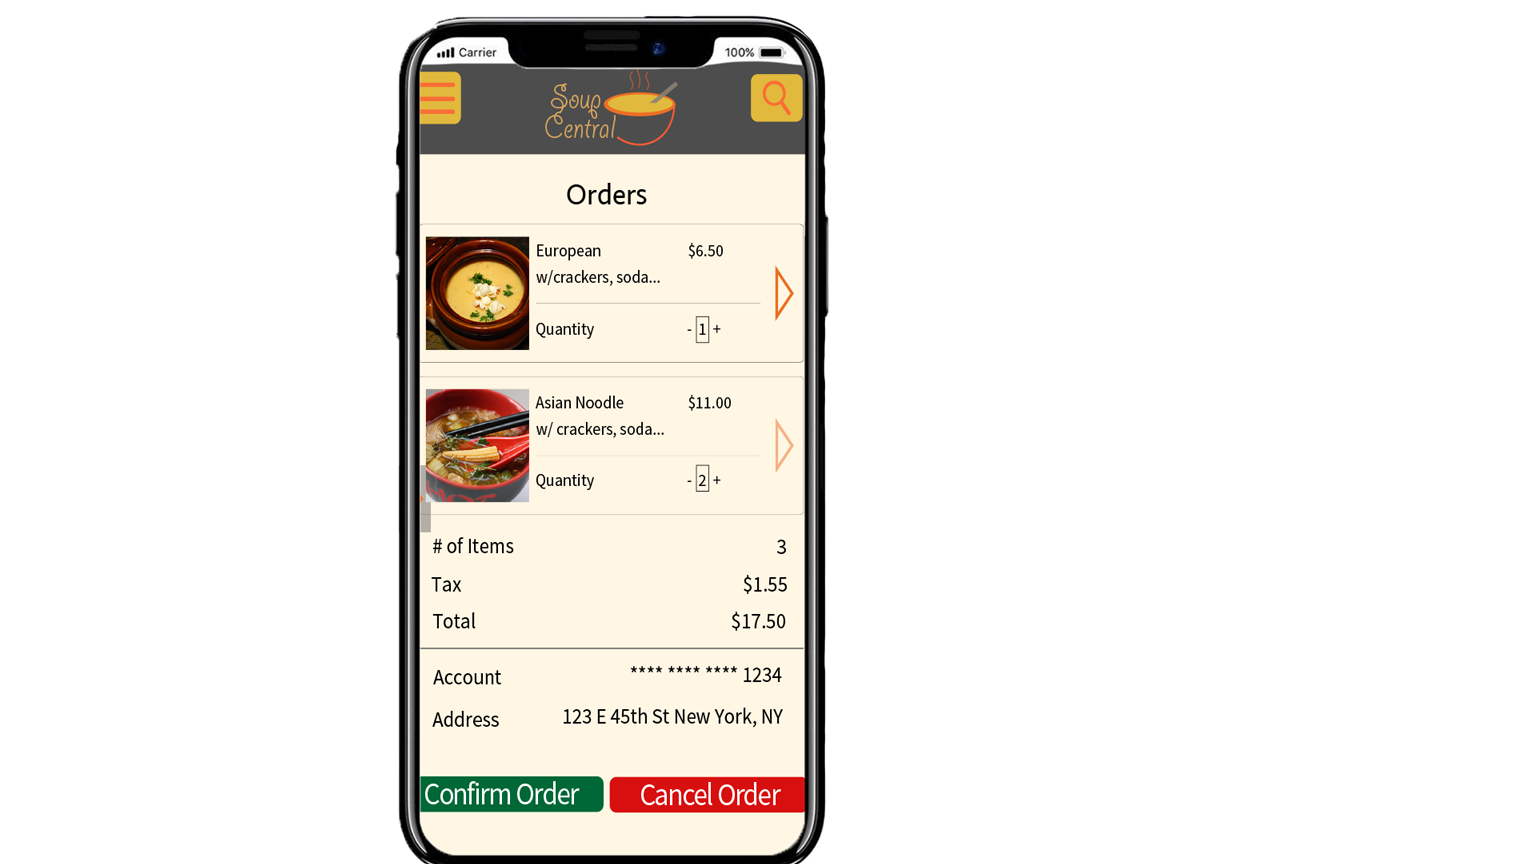 Carrier
100%
Soup
Central
Orders
European $6.50
w/crackers, soda...
Quantity - 1 +
Asian Noodle $11.00
w/ crackers, soda...
Quantity - 2 +
# of Items 3
Tax $1.55
Total $17.50
Account **** **** **** 1234
Address 123 E 45th St New York, NY
Confirm Order Cancel Order